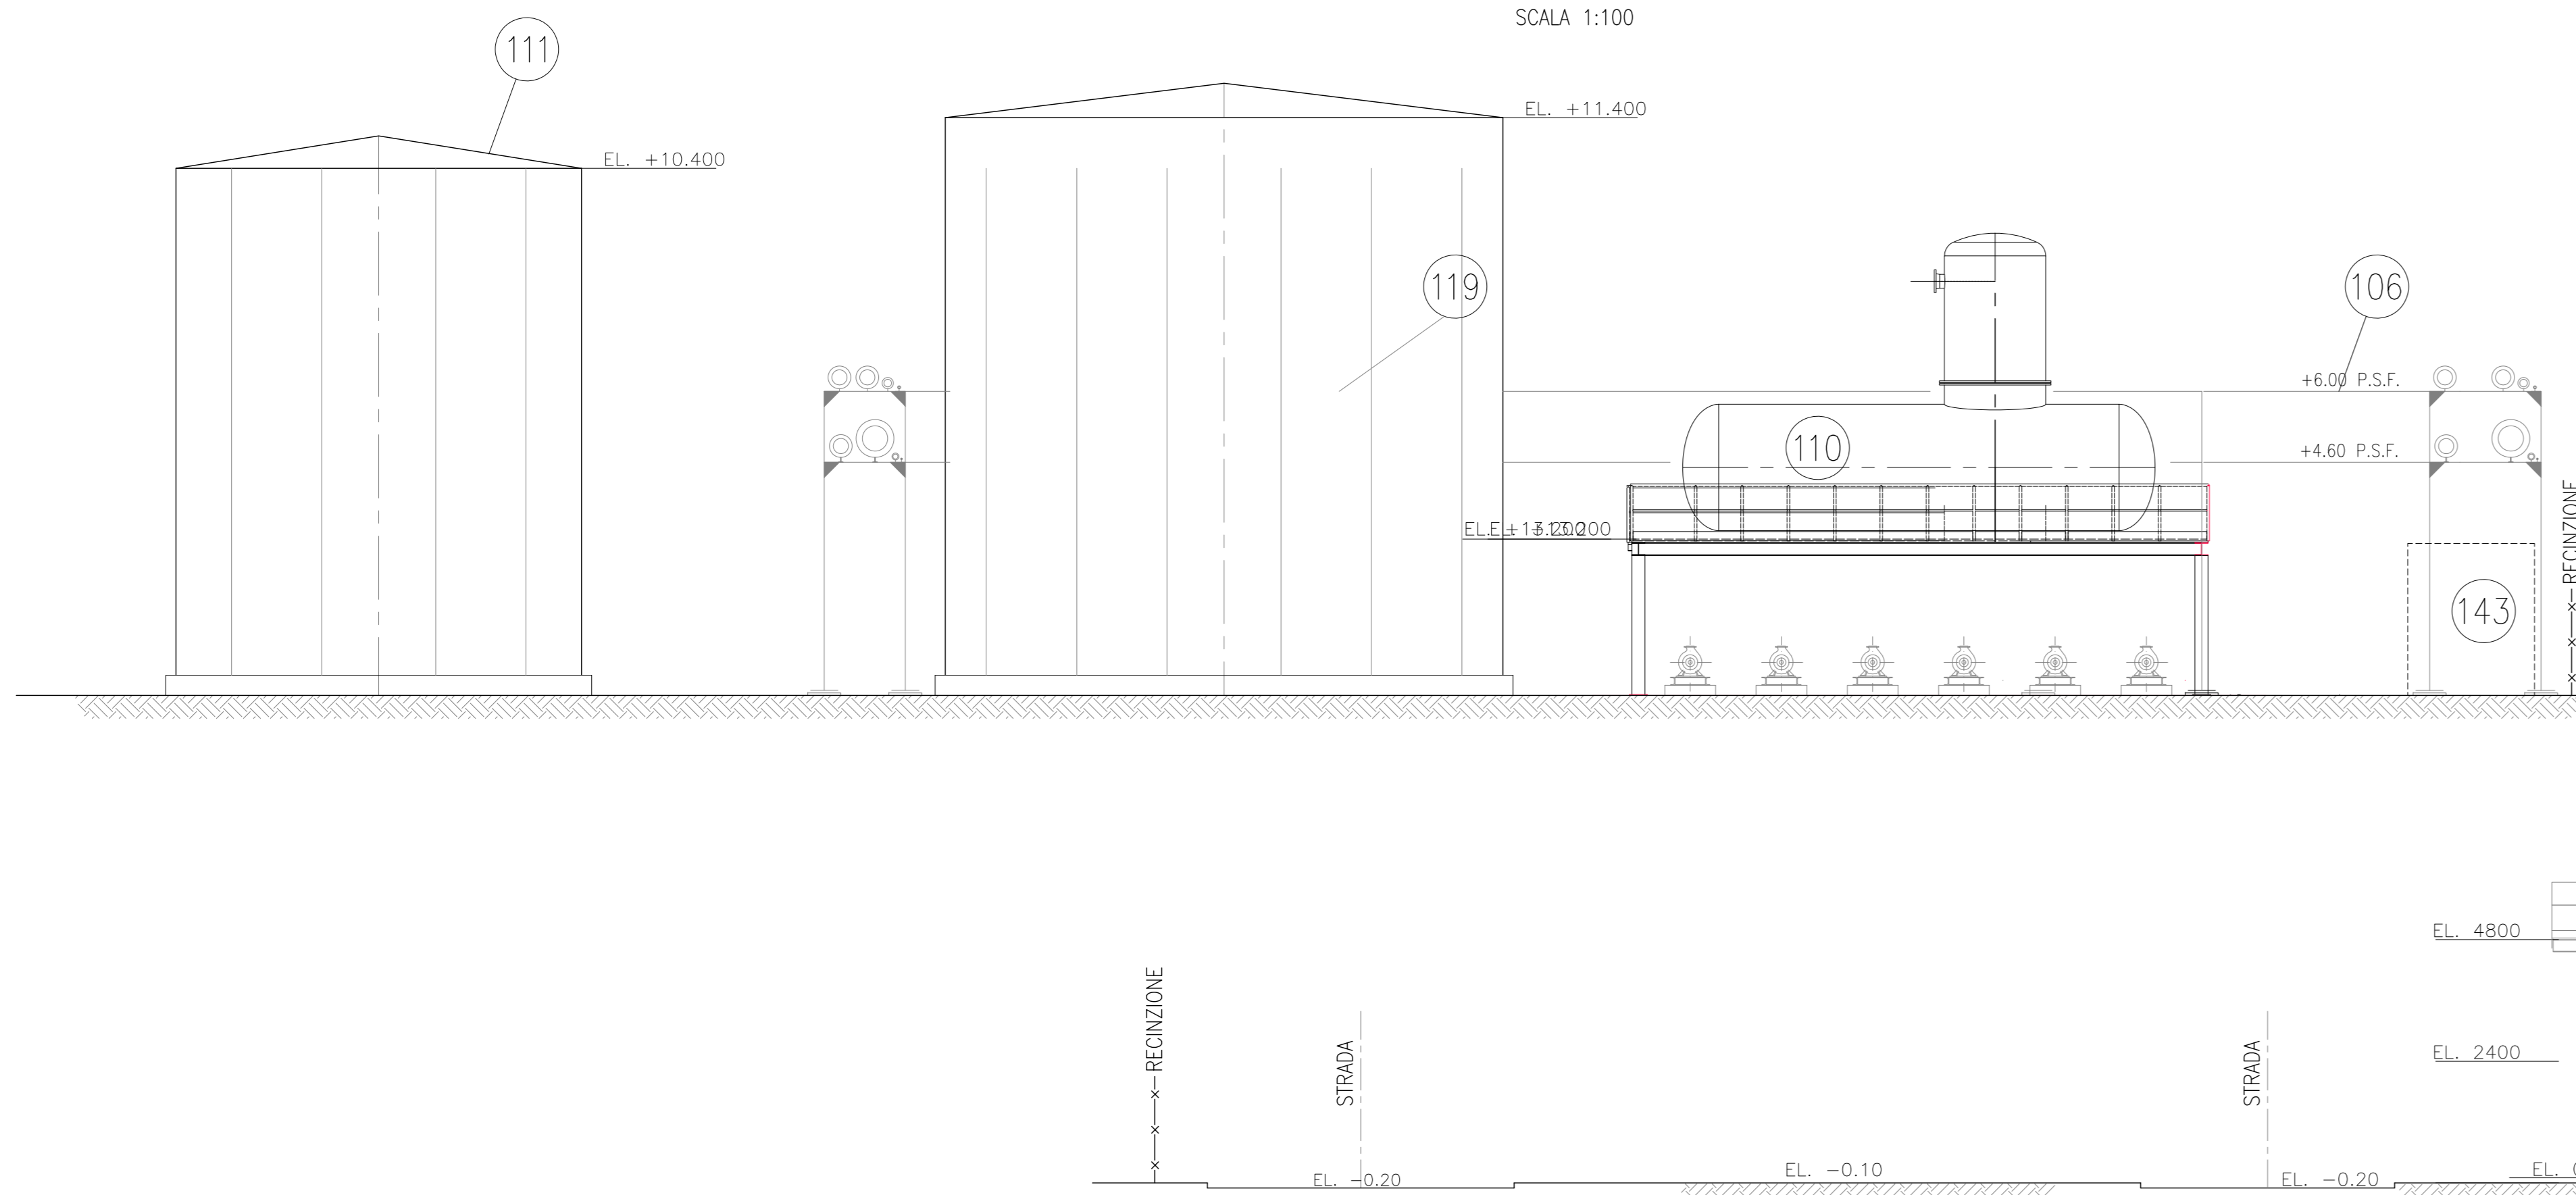 SCALA 1:100
111
EL. +11.400
EL. +10.400
119
106
+6.00 P.S.F.
110
+4.60 P.S.F.
RECINZIONE
143
EL. 4800
RECINZIONE
STRADA
STRADA
EL. 2400
EL. -0.10
EL. -0.20
EL. -0.20
EL.